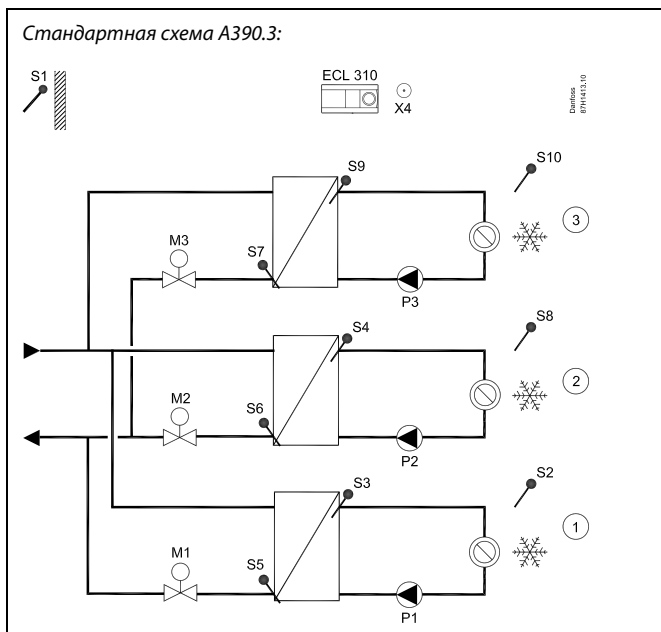 Стандартная схема A390.3:
S1
ECL 310
X4
Danfoss
87H1413.10
S9
S10
3
M3
S7
P3
S4
S8
2
M2
S6
P2
S3
S2
1
M1
S5
P1